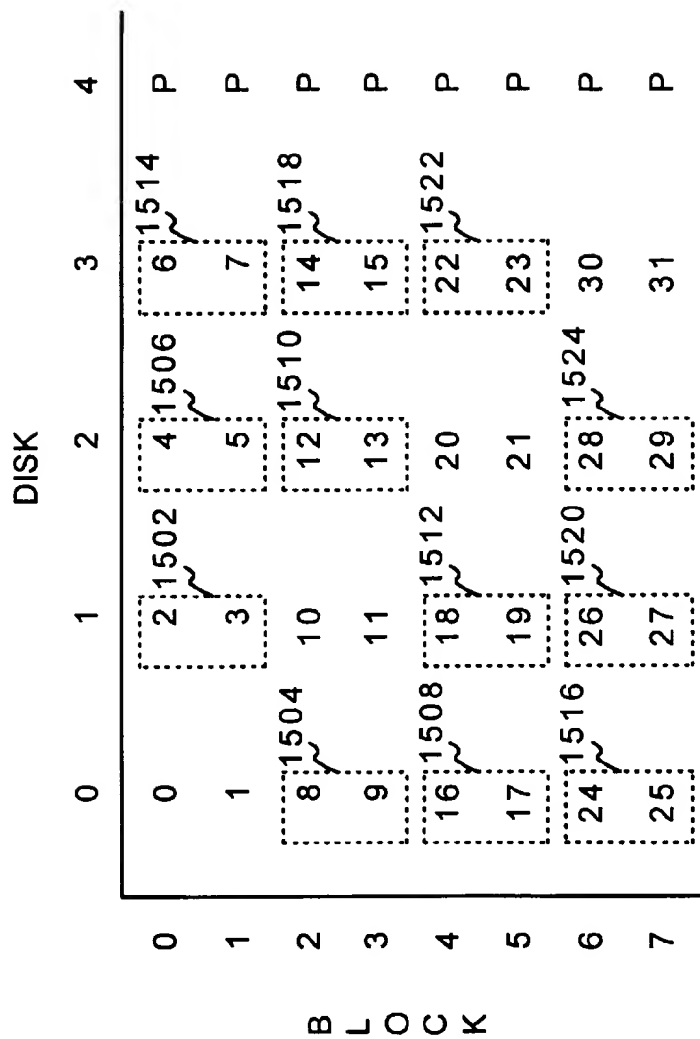 DISK
0 1 2 3 4
BLOCK
1502 1506 1514
0 0 2 4 6 P
1 1 3 5 7 P
1504 1510 1518
2 8 10 12 14 P
3 9 11 13 15 P
1508 1512 1522
4 16 18 20 22 P
5 17 19 21 23 P
1516 1520 1524
6 24 26 28 30 P
7 25 27 29 31 P